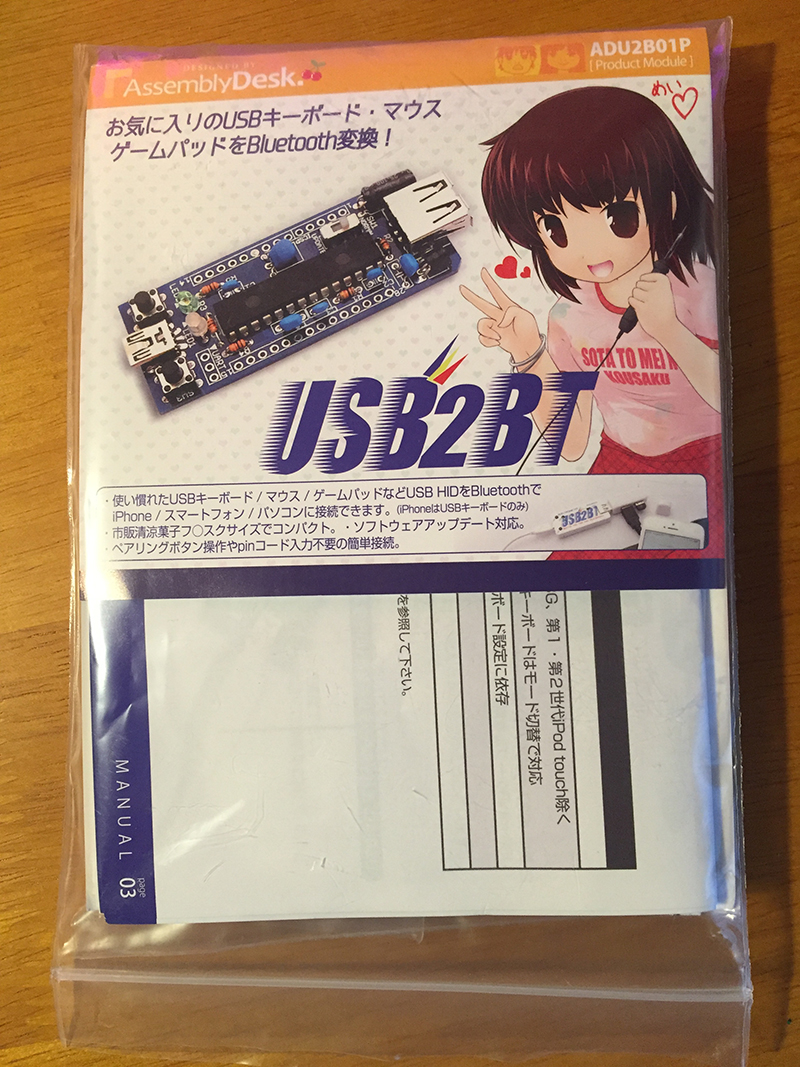 DESIGNED BY
AssemblyDesk.
ADU2B01P
[ Product Module ]
めい♡
お気に入りのUSBキーボード・マウス
ゲームパッドをBluetooth変換！
SOTA TO MEI N
KOUSAKU
USB2BT
・使い慣れたUSBキーボード / マウス / ゲームパッドなどUSB HIDをBluetoothで
iPhone / スマートフォン / パソコンに接続できます。(iPhoneはUSBキーボードのみ)
・市販清涼菓子フ○スクサイズでコンパクト。・ソフトウェアアップデート対応。
・ペアリングボタン操作やpinコード入力不要の簡単接続。
USB2BT
G、第1・第2世代iPod touch除く
キーボードはモード切替で対応
ボード設定に依存
を参照して下さい。
MANUAL
page
03